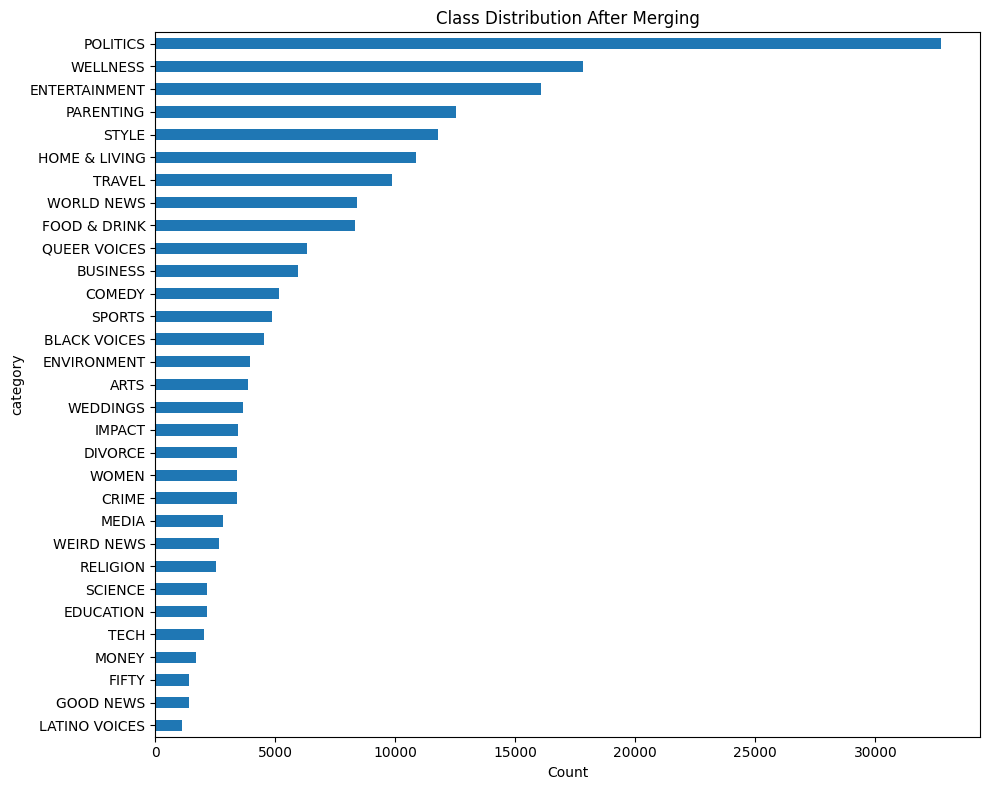 Class Distribution After Merging
POLITICS
WELLNESS
ENTERTAINMENT
PARENTING
STYLE
HOME & LIVING
TRAVEL
WORLD NEWS
FOOD & DRINK
QUEER VOICES
BUSINESS
COMEDY
SPORTS
BLACK VOICES
ENVIRONMENT
ARTS
WEDDINGS
IMPACT
DIVORCE
WOMEN
CRIME
MEDIA
WEIRD NEWS
RELIGION
SCIENCE
EDUCATION
TECH
MONEY
FIFTY
GOOD NEWS
LATINO VOICES
category
0 5000 10000 15000 20000 25000 30000
Count